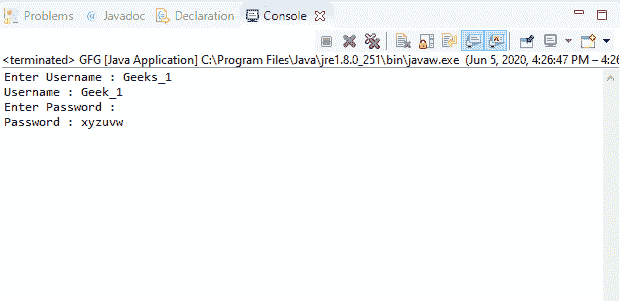 Problems @ Javadoc Declaration Console
<terminated> GFG [Java Application] C:\Program Files\Java\jre1.8.0_251\bin\javaw.exe (Jun 5, 2020, 4:26:47 PM – 4:26
Enter Username : Geeks_1
Username : Geek_1
Enter Password :
Password : xyzuvw